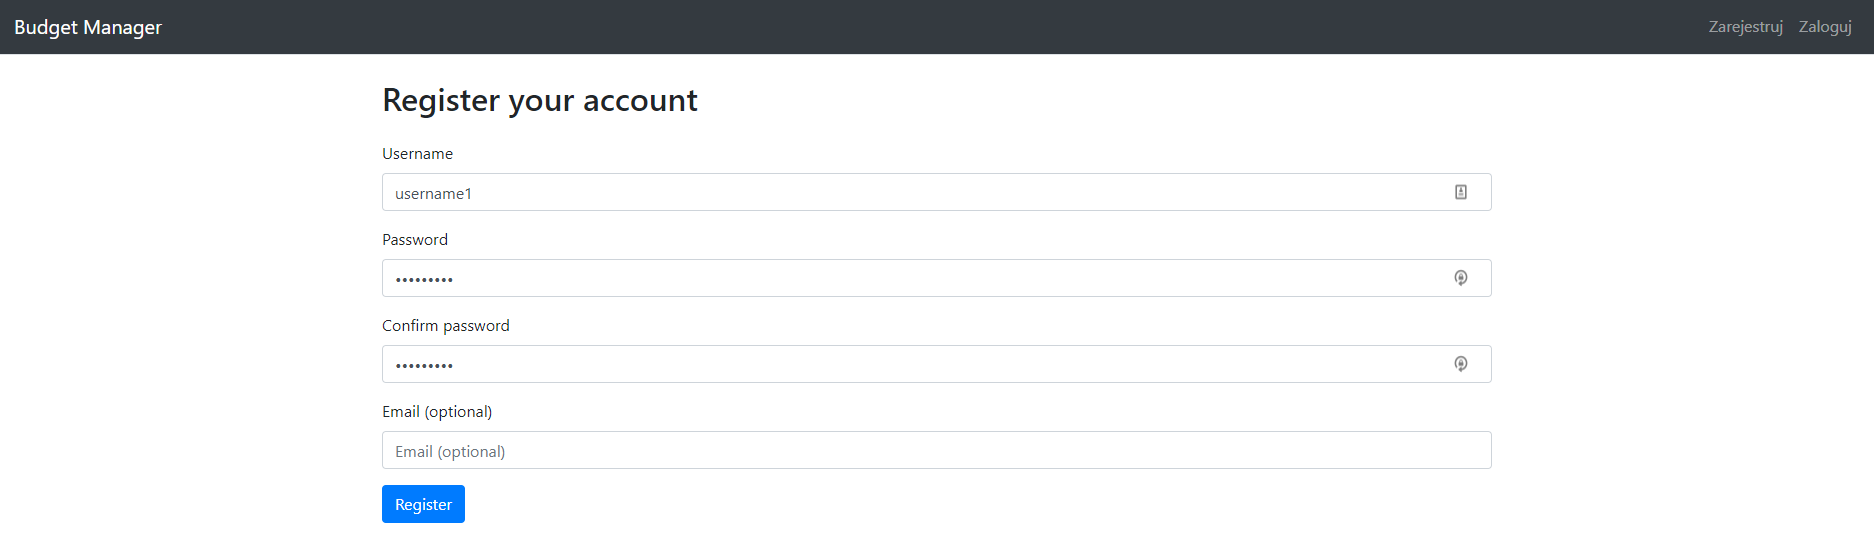 Budget Manager Zarejestruj Zaloguj
Register your account
Username
username1
Password
•••••••••
Confirm password
•••••••••
Email (optional)
Email (optional)
Register